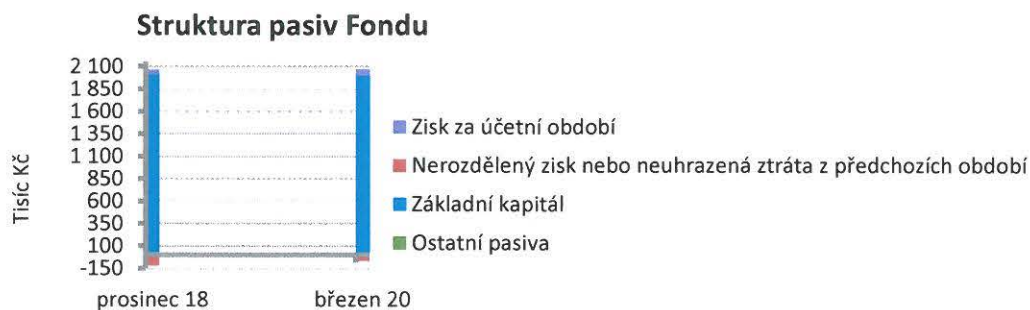 Struktura pasiv Fondu
Tisíc Kč
2 100
1 850
1 600
1 350
1 100
850
600
350
100
-150
prosinec 18
březen 20
Zisk za účetní období
Nerozdělený zisk nebo neuhrazená ztráta z předchozích období
Základní kapitál
Ostatní pasiva